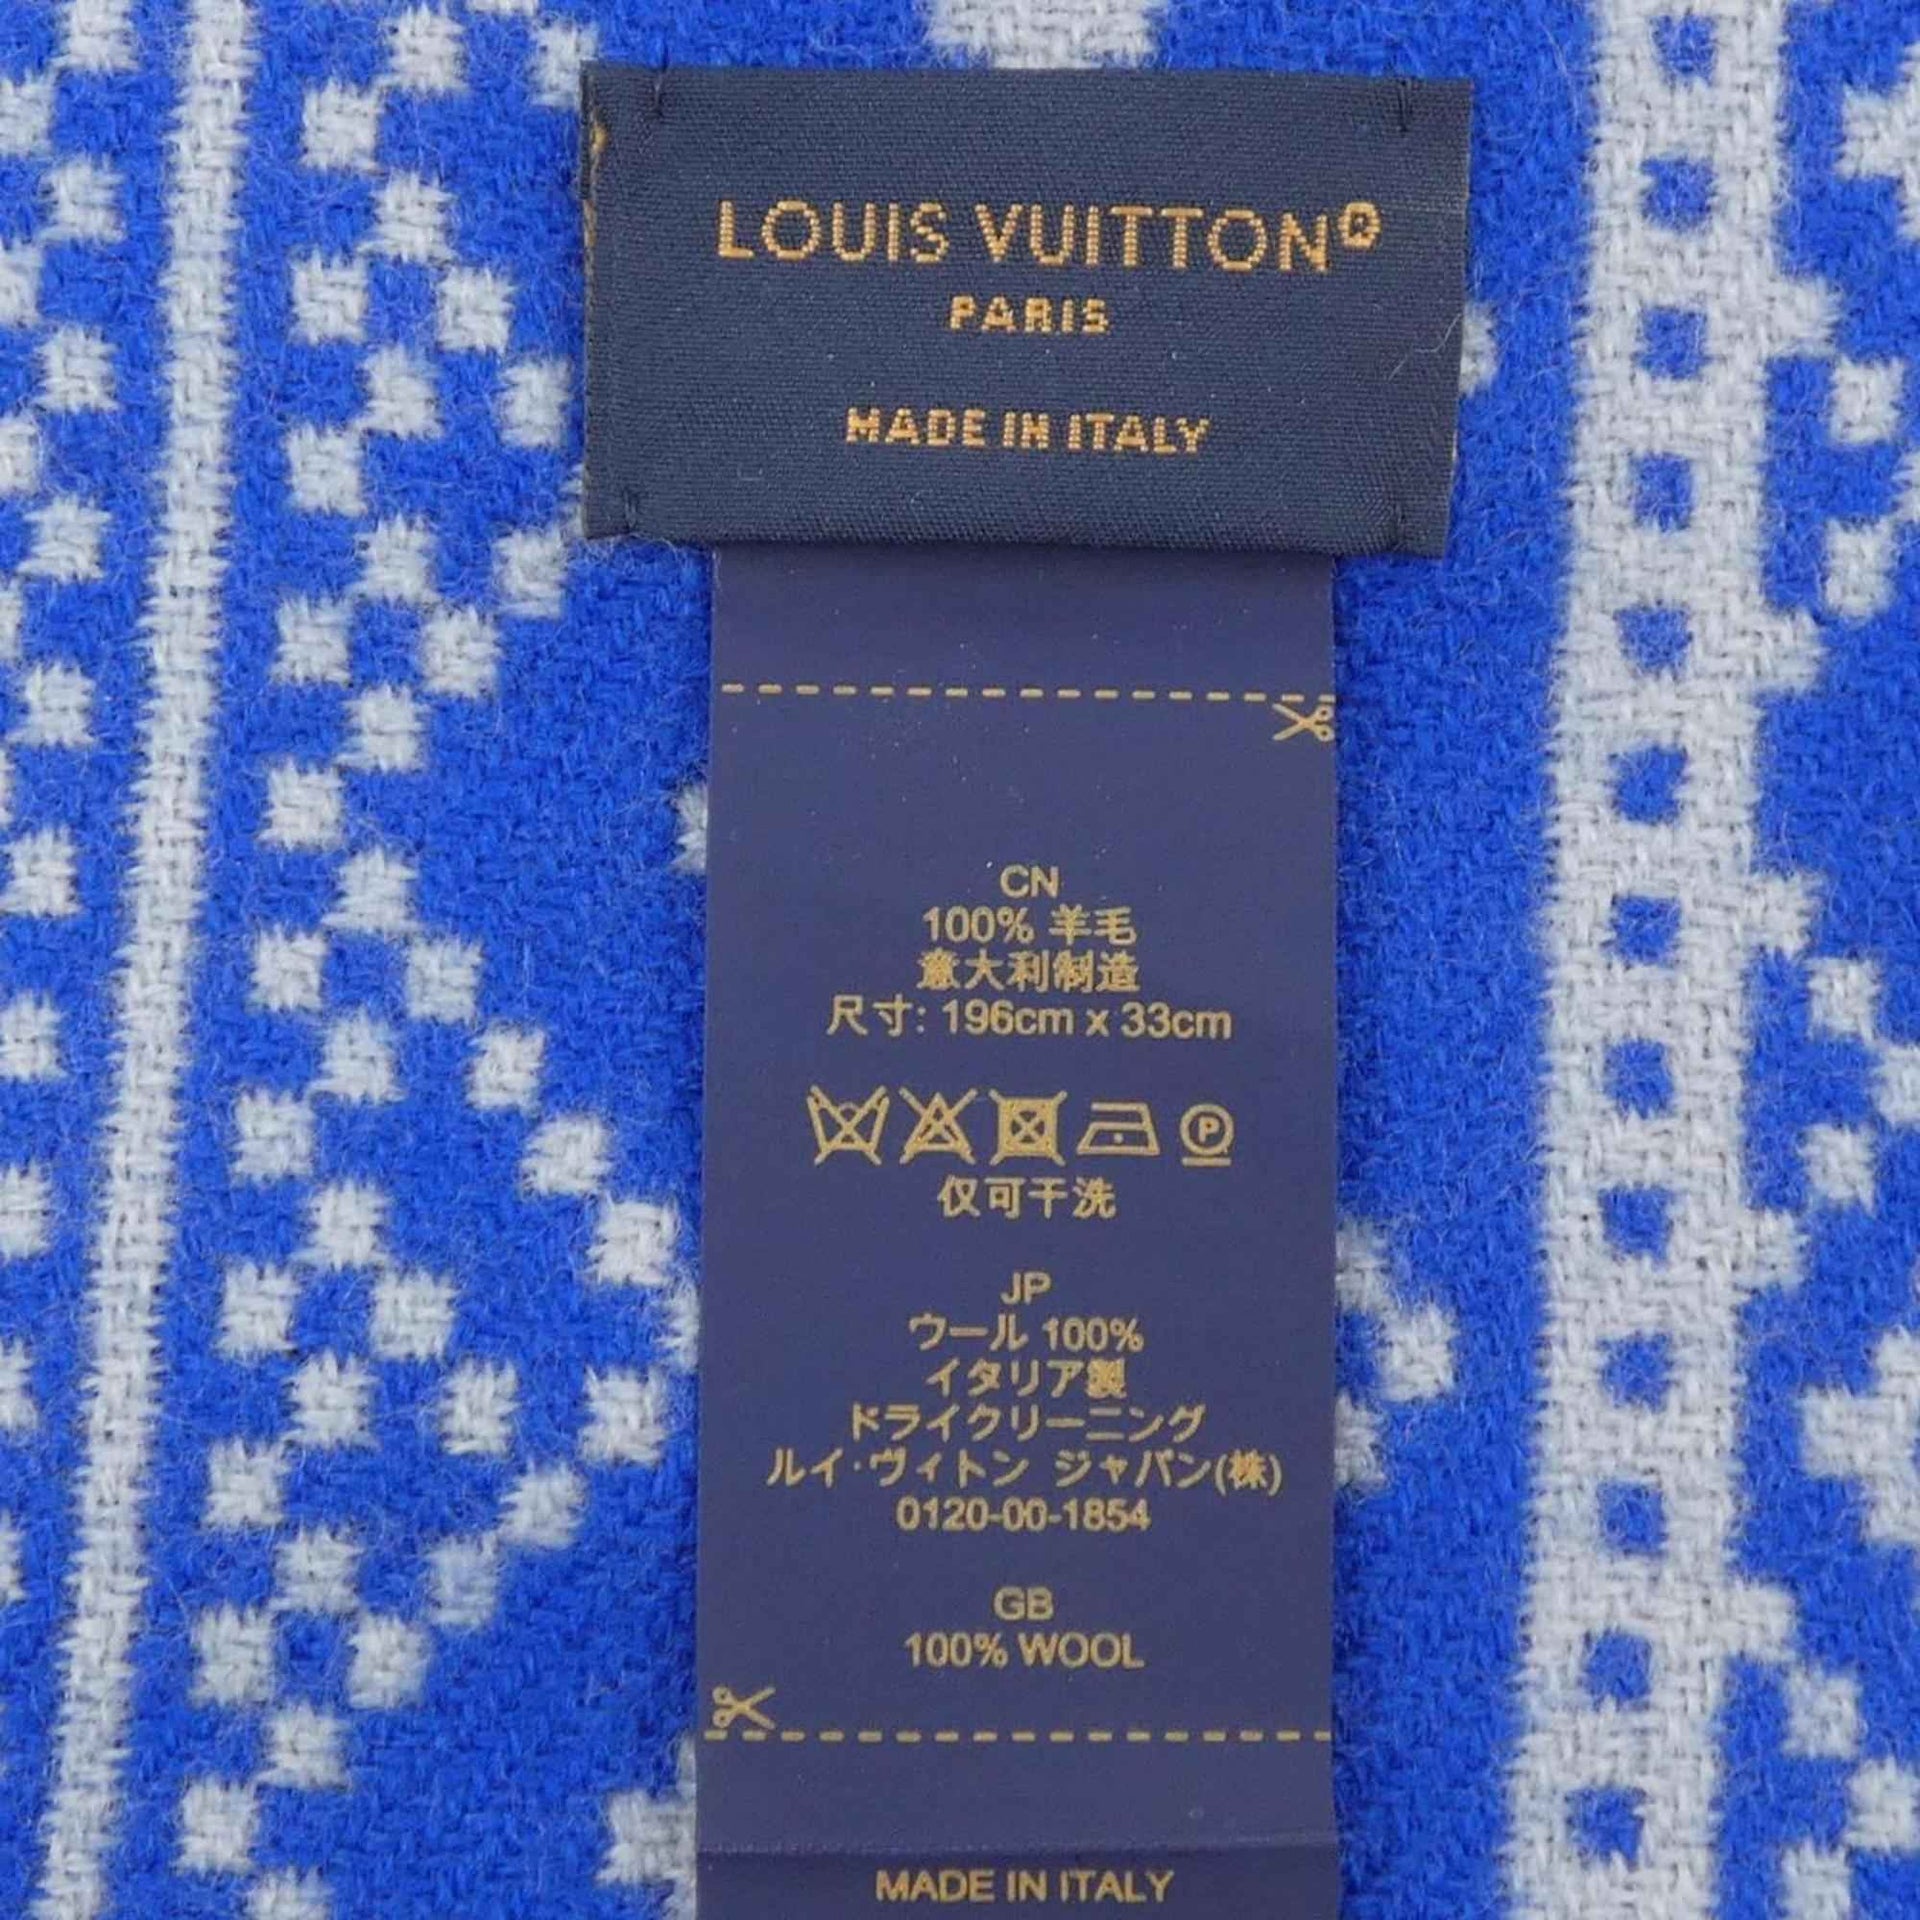 LOUIS VUITTON®
PARIS
MADE IN ITALY
CN
100% 羊毛
意大利制造
尺寸: 196cm x 33cm
P
仅可干洗
JP
ウール 100%
イタリア製
ドライクリーニング
ルイ・ヴィトン ジャパン(株)
0120-00-1854
GB
100% WOOL
MADE IN ITALY